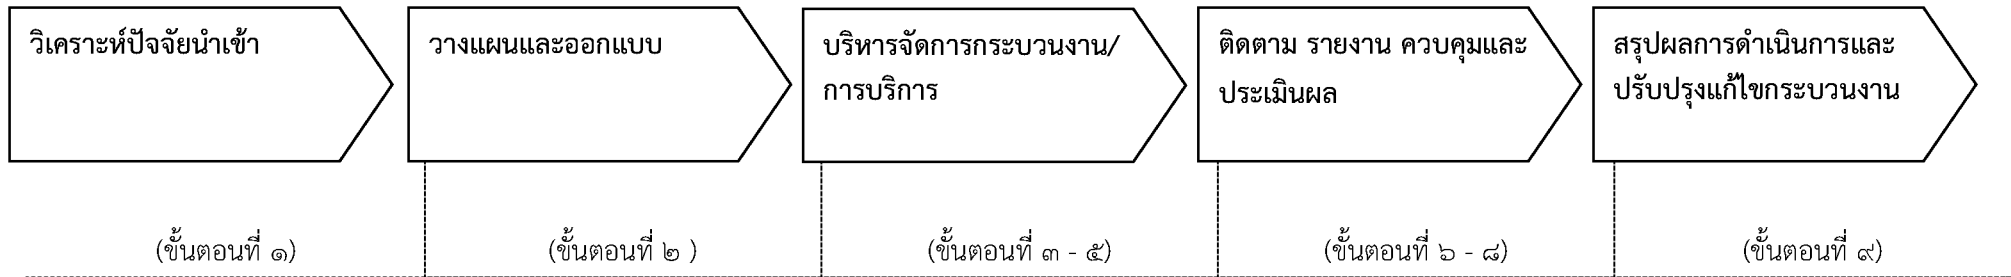 วิเคราะห์ปัจจัยนำเข้า
วางแผนและออกแบบ
บริหารจัดการกระบวนงาน/
การบริการ
ติดตาม รายงาน ควบคุมและ
ประเมินผล
สรุปผลการดำเนินการและ
ปรับปรุงแก้ไขกระบวนงาน
(ขั้นตอนที่ ๑)
(ขั้นตอนที่ ๒ )
(ขั้นตอนที่ ๓ - ๕)
(ขั้นตอนที่ ๖ - ๘)
(ขั้นตอนที่ ๙)